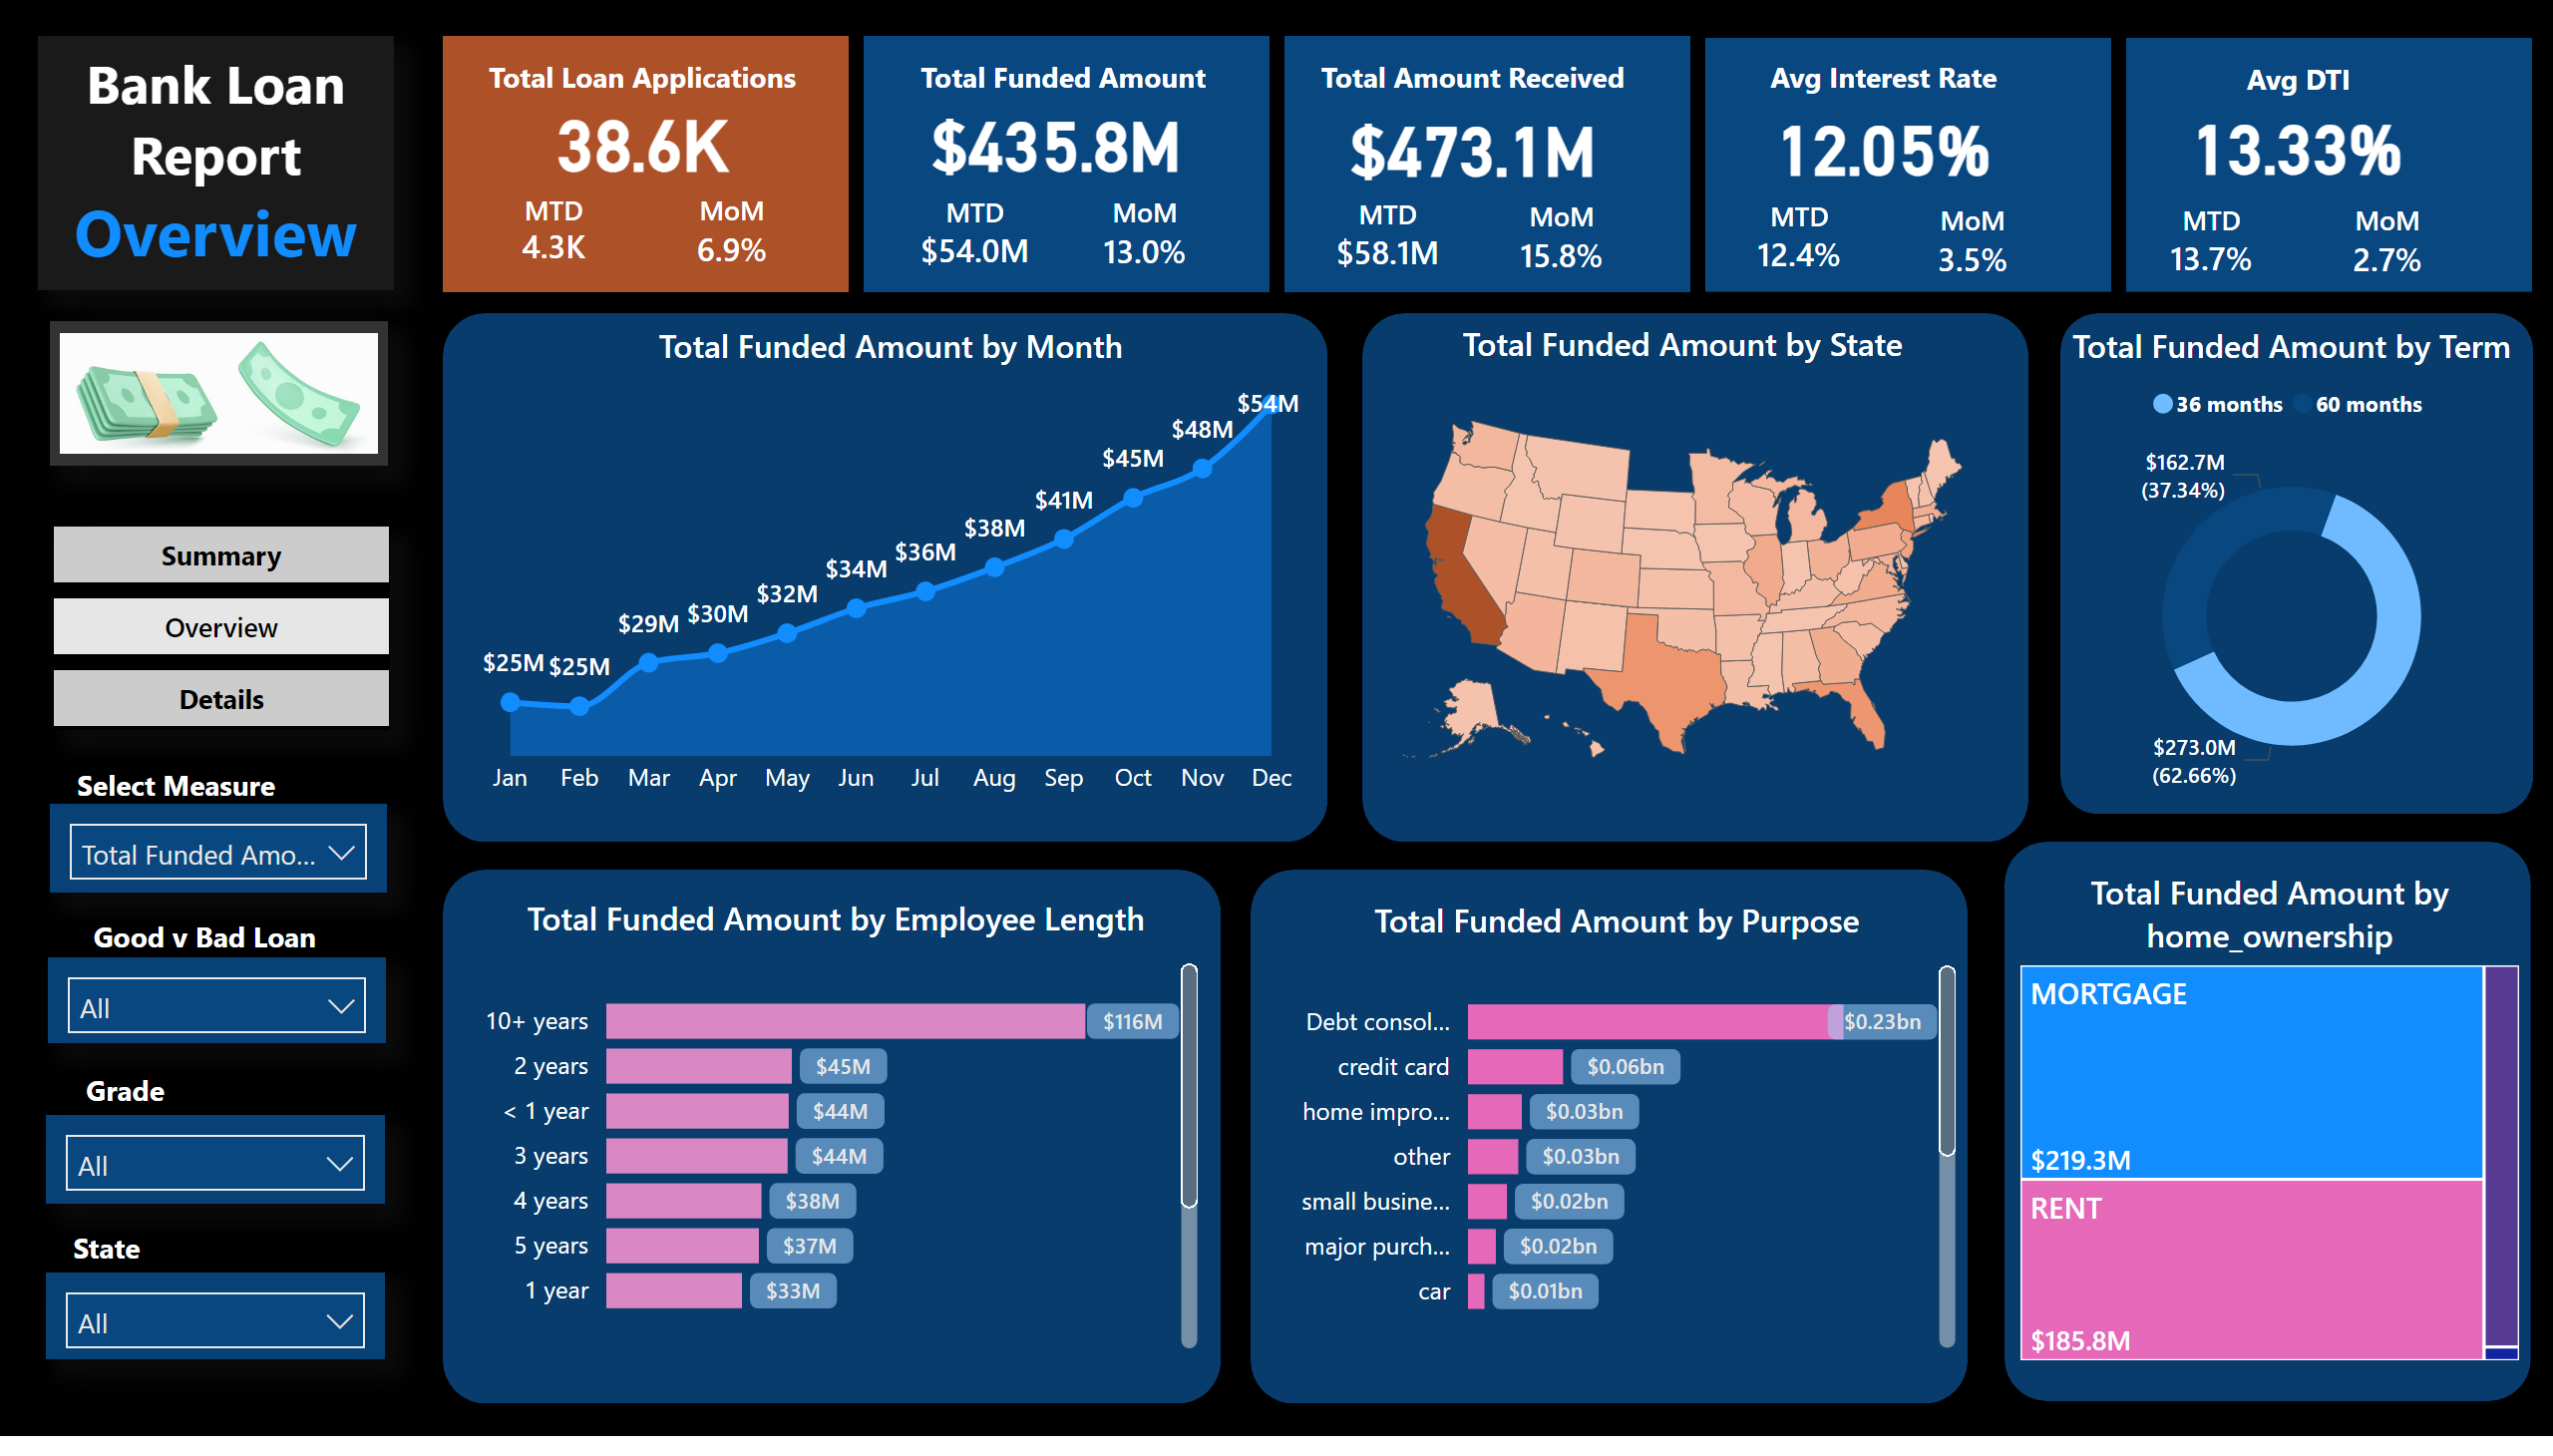 Bank Loan
Report
Overview
Total Loan Applications
38.6K
MTD
MoM
4.3K
6.9%
Total Funded Amount
$435.8M
MTD
MoM
$54.0M
13.0%
Total Amount Received
$473.1M
MTD
MoM
$58.1M
15.8%
Avg Interest Rate
12.05%
MTD
MoM
12.4%
3.5%
Avg DTI
13.33%
MTD
MoM
13.7%
2.7%
Summary
Overview
Details
Select Measure
Total Funded Amo...
Good v Bad Loan
All
Grade
All
State
All
Total Funded Amount by Month
$25M
$25M
$29M
$30M
$32M
$34M
$36M
$38M
$41M
$45M
$48M
$54M
Jan
Feb
Mar
Apr
May
Jun
Jul
Aug
Sep
Oct
Nov
Dec
Total Funded Amount by State
Total Funded Amount by Term
36 months
60 months
$162.7M
(37.34%)
$273.0M
(62.66%)
Total Funded Amount by Employee Length
10+ years $116M
2 years $45M
< 1 year $44M
3 years $44M
4 years $38M
5 years $37M
1 year $33M
Total Funded Amount by Purpose
Debt consol... $0.23bn
credit card $0.06bn
home impro... $0.03bn
other $0.03bn
small busine... $0.02bn
major purch... $0.02bn
car $0.01bn
Total Funded Amount by
home_ownership
MORTGAGE
$219.3M
RENT
$185.8M